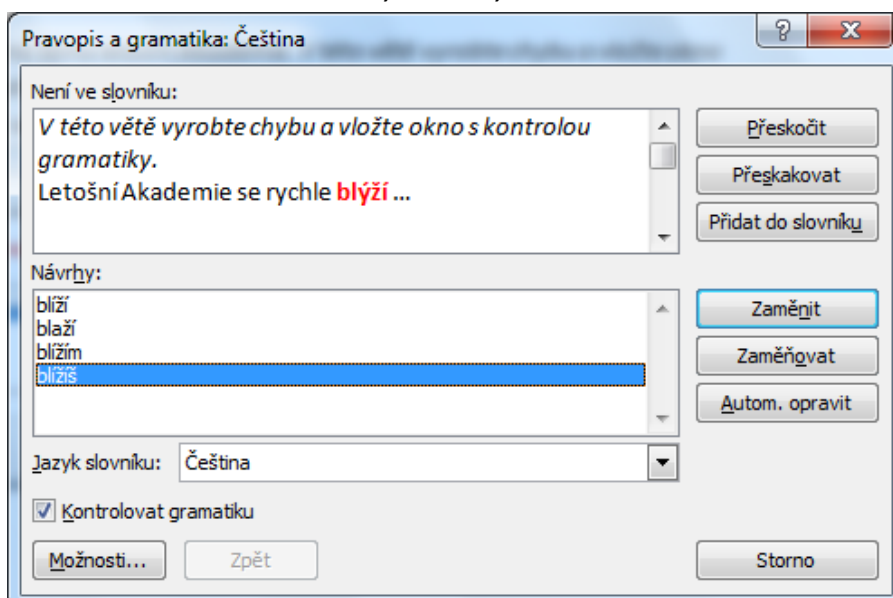 Pravopis a gramatika: Čeština
Není ve slovníku:
V této větě vyrobte chybu a vložte okno s kontrolou
gramatiky.
Letošní Akademie se rychle blýží ...
Přeskočit
Přeskakovat
Přidat do slovníku
Návrhy:
blíží
blaží
blížím
blížíš
Zaměnit
Zaměňovat
Autom. opravit
Jazyk slovníku: Čeština
Kontrolovat gramatiku
Možnosti... Zpět Storno